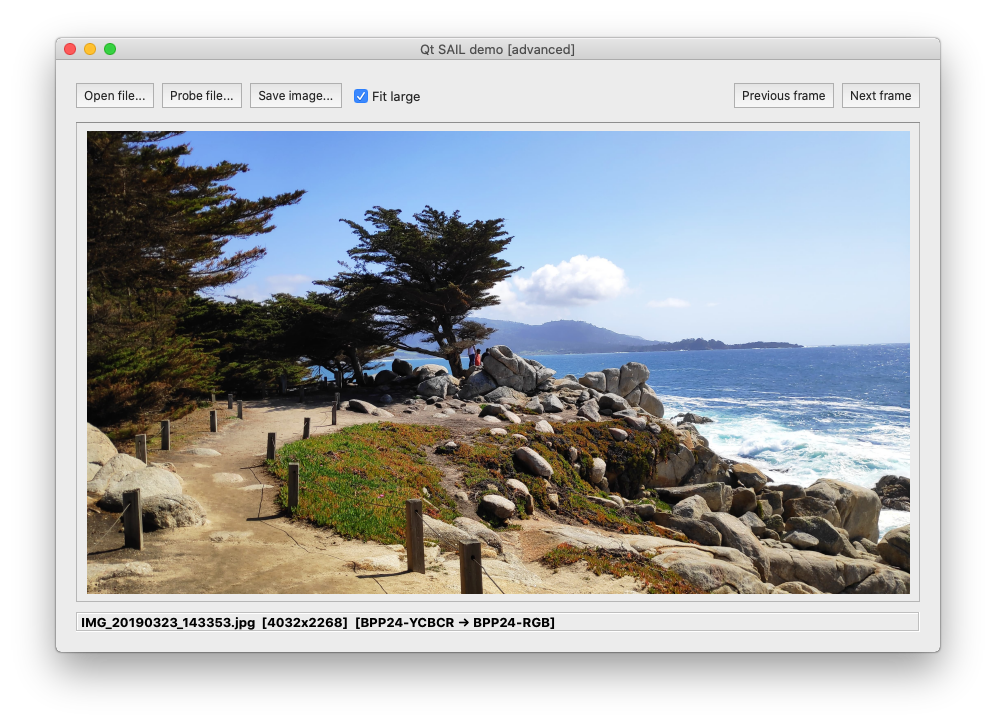 Qt SAIL demo [advanced]
Open file... Probe file... Save image... Fit large Previous frame Next frame
IMG_20190323_143353.jpg [4032x2268] [BPP24-YCBCR → BPP24-RGB]